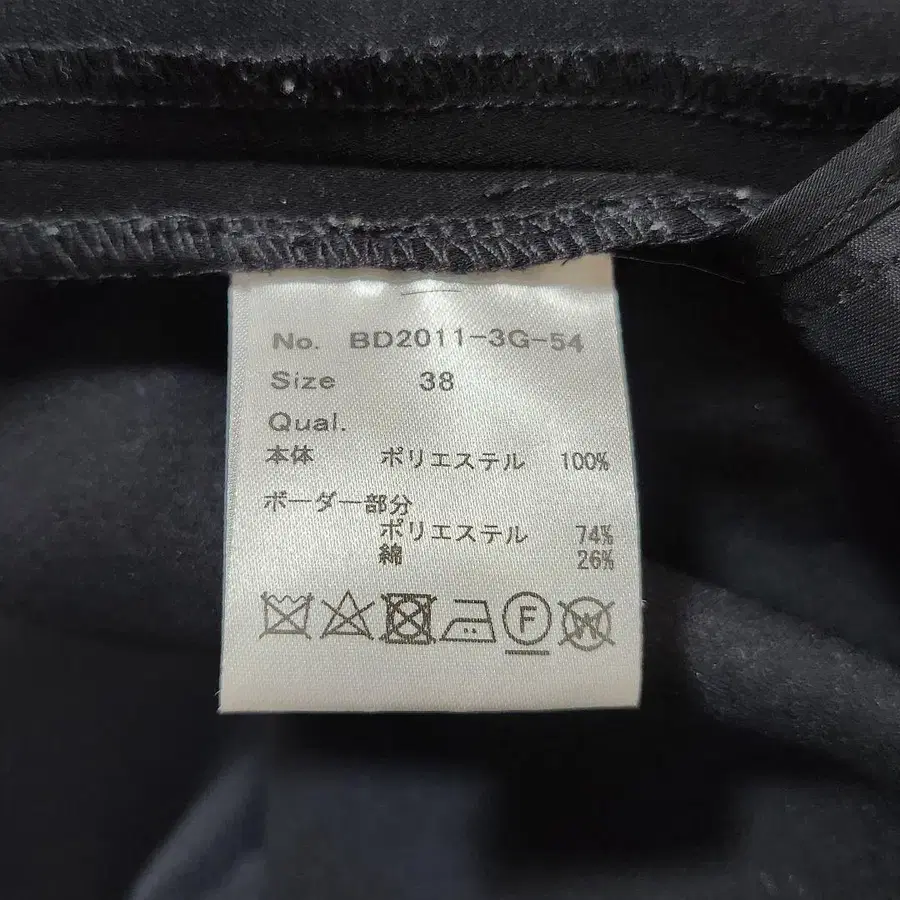 No. BD2011-3G-54
Size 38
Qual.
本体 ポリエステル 100%
ボーダー部分
ポリエステル 74%
綿 26%
F W